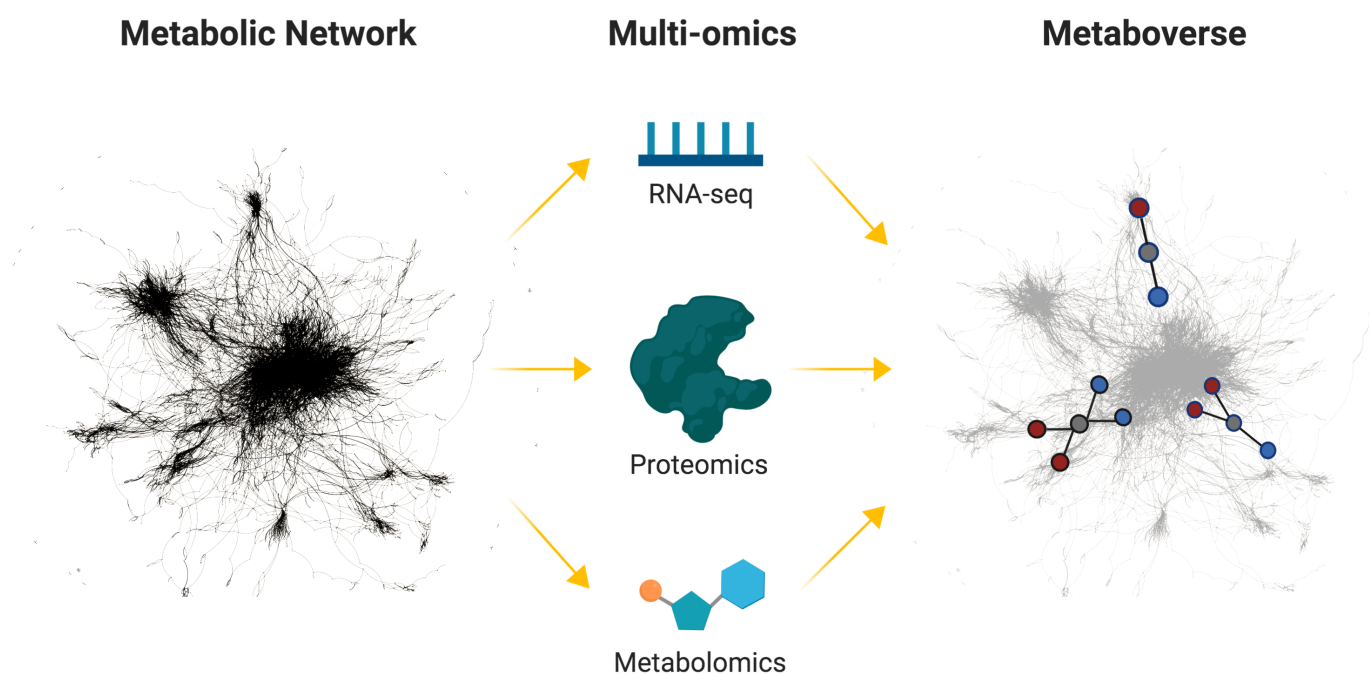 Metabolic Network
Multi-omics
Metaboverse
RNA-seq
Proteomics
Metabolomics